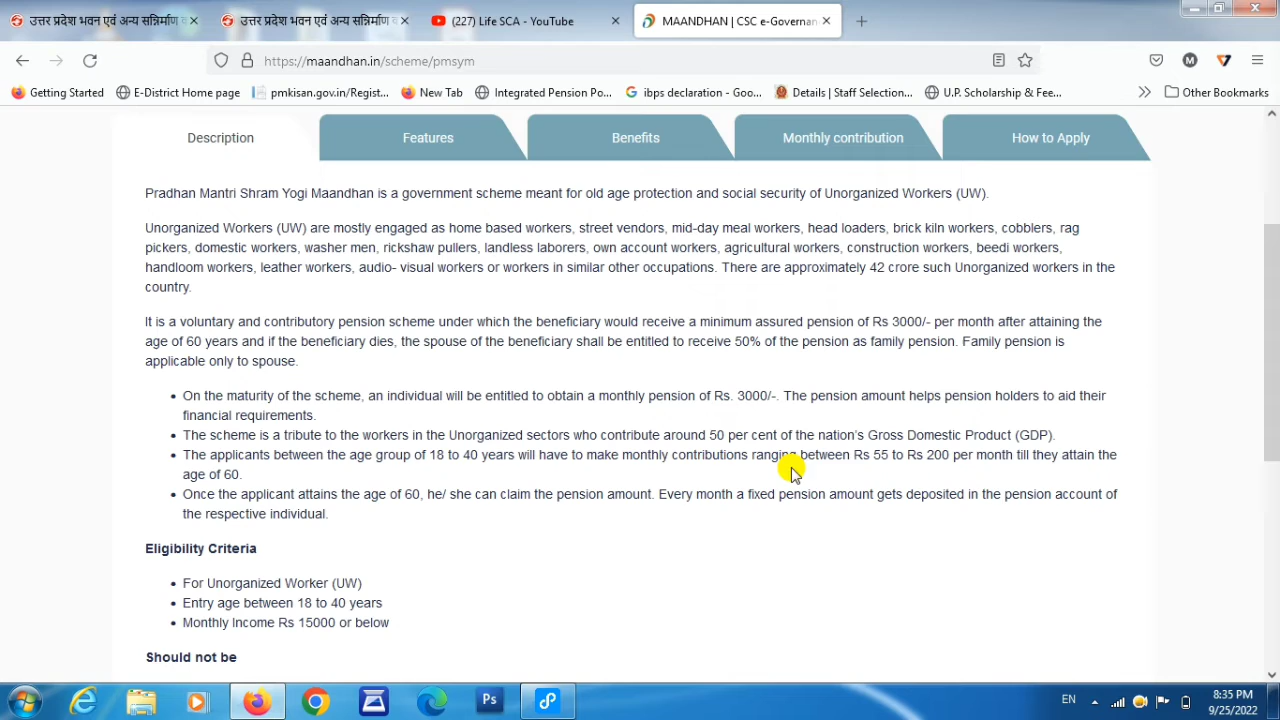 उत्तर प्रदेश भवन एवं अन्य सन्निर्माण
उत्तर प्रदेश भवन एवं अन्य सन्निर्माण
(227) Life SCA - YouTube
MAANDHAN | CSC e-Governan
https://maandhan.in/scheme/pmsym
Getting Started
E-District Home page
pmkisan.gov.in/Regist...
New Tab
Integrated Pension Po...
ibps declaration - Goo...
Details | Staff Selection...
U.P. Scholarship & Fee...
Other Bookmarks
Description
Features
Benefits
Monthly contribution
How to Apply
Pradhan Mantri Shram Yogi Maandhan is a government scheme meant for old age protection and social security of Unorganized Workers (UW).
Unorganized Workers (UW) are mostly engaged as home based workers, street vendors, mid-day meal workers, head loaders, brick kiln workers, cobblers, rag
pickers, domestic workers, washer men, rickshaw pullers, landless laborers, own account workers, agricultural workers, construction workers, beedi workers,
handloom workers, leather workers, audio- visual workers or workers in similar other occupations. There are approximately 42 crore such Unorganized workers in the
country.
It is a voluntary and contributory pension scheme under which the beneficiary would receive a minimum assured pension of Rs 3000/- per month after attaining the
age of 60 years and if the beneficiary dies, the spouse of the beneficiary shall be entitled to receive 50% of the pension as family pension. Family pension is
applicable only to spouse.
• On the maturity of the scheme, an individual will be entitled to obtain a monthly pension of Rs. 3000/-. The pension amount helps pension holders to aid their
financial requirements.
• The scheme is a tribute to the workers in the Unorganized sectors who contribute around 50 per cent of the nation's Gross Domestic Product (GDP).
• The applicants between the age group of 18 to 40 years will have to make monthly contributions ranging between Rs 55 to Rs 200 per month till they attain the
age of 60.
• Once the applicant attains the age of 60, he/ she can claim the pension amount. Every month a fixed pension amount gets deposited in the pension account of
the respective individual.
Eligibility Criteria
• For Unorganized Worker (UW)
• Entry age between 18 to 40 years
• Monthly Income Rs 15000 or below
Should not be
Ps
EN
8:35 PM
9/25/2022